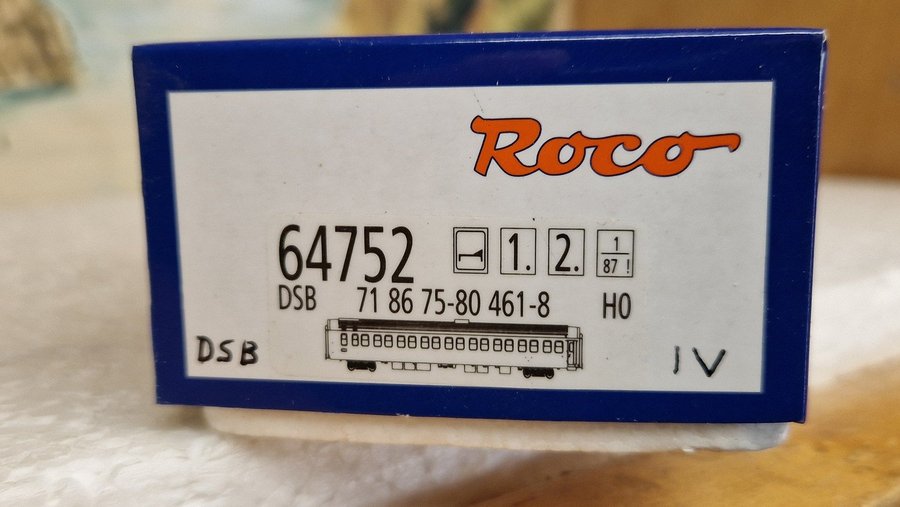 Roco
64752 1. 2. 1/87 !
DSB 71 86 75-80 461-8 H0
DSB IV